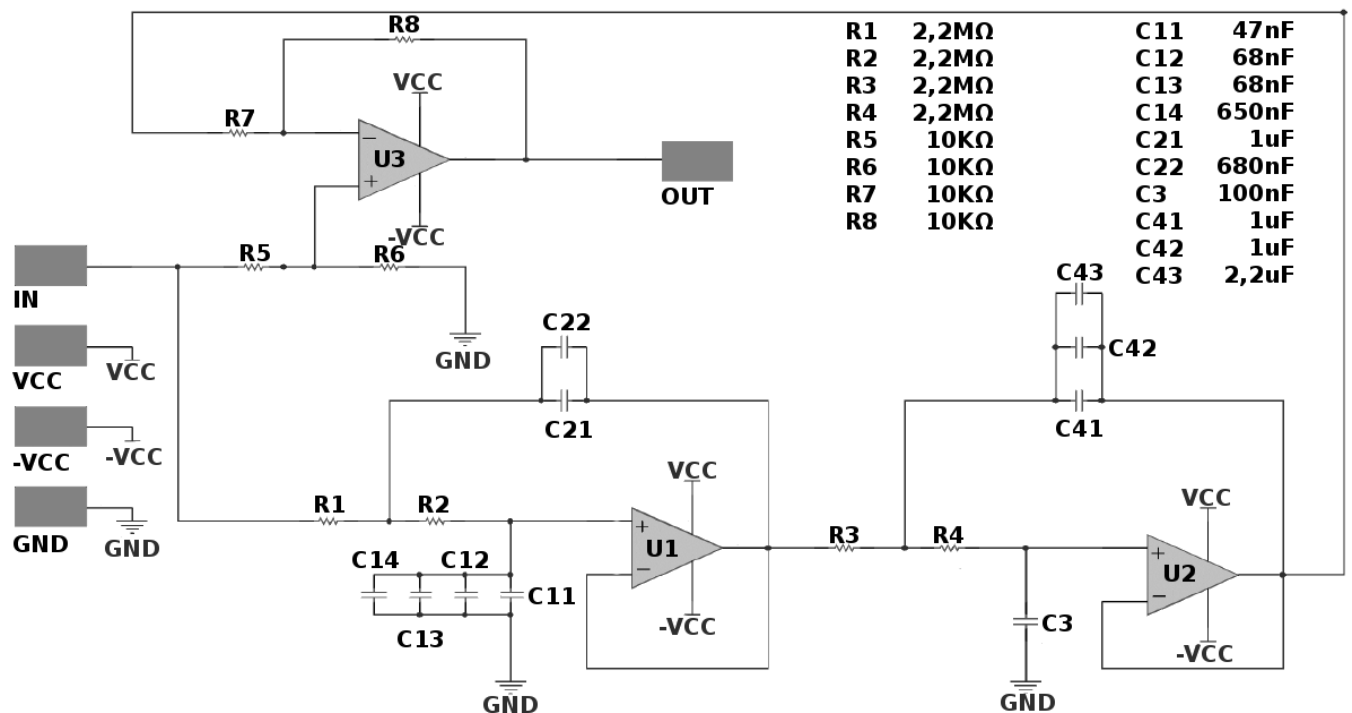 R8
R1 2,2MΩ C11 47nF
R2 2,2MΩ C12 68nF
R3 2,2MΩ C13 68nF
R4 2,2MΩ C14 650nF
R5 10KΩ C21 1uF
R6 10KΩ C22 680nF
R7 10KΩ C3 100nF
R8 10KΩ C41 1uF
C42 1uF
C43 2,2uF
VCC
R7
−
U3
+
OUT
-VCC
R5
R6
IN
GND
VCC
VCC
-VCC
-VCC
GND
GND
C22
C21
C43
C42
C41
R1
R2
VCC
+
U1
−
-VCC
C14
C12
C11
C13
GND
R3
R4
VCC
+
U2
−
-VCC
C3
GND